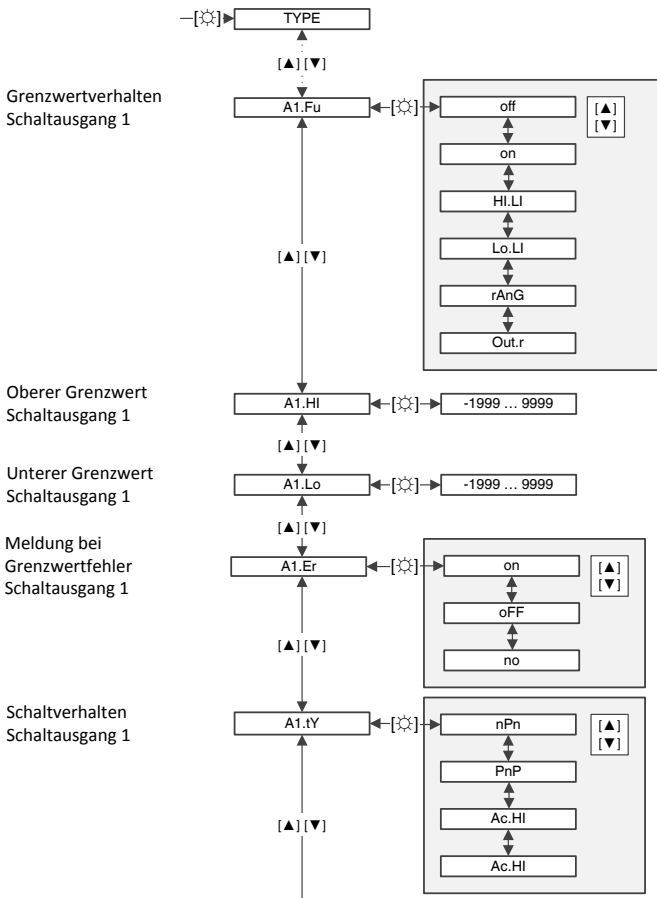 [☼] TYPE
[▲] [▼]
Grenzwertverhalten
Schaltausgang 1
A1.Fu [☼] off
[▲]
[▼]
on
HI.LI
[▲] [▼]
Lo.LI
rAnG
Out.r
Oberer Grenzwert
Schaltausgang 1
A1.HI [☼] -1999 ... 9999
[▲] [▼]
Unterer Grenzwert
Schaltausgang 1
A1.Lo [☼] -1999 ... 9999
[▲] [▼]
Meldung bei
Grenzwertfehler
Schaltausgang 1
A1.Er [☼] on
[▲]
[▼]
oFF
[▲] [▼]
no
Schaltverhalten
Schaltausgang 1
A1.tY [☼] nPn
[▲]
[▼]
PnP
[▲] [▼]
Ac.HI
Ac.HI